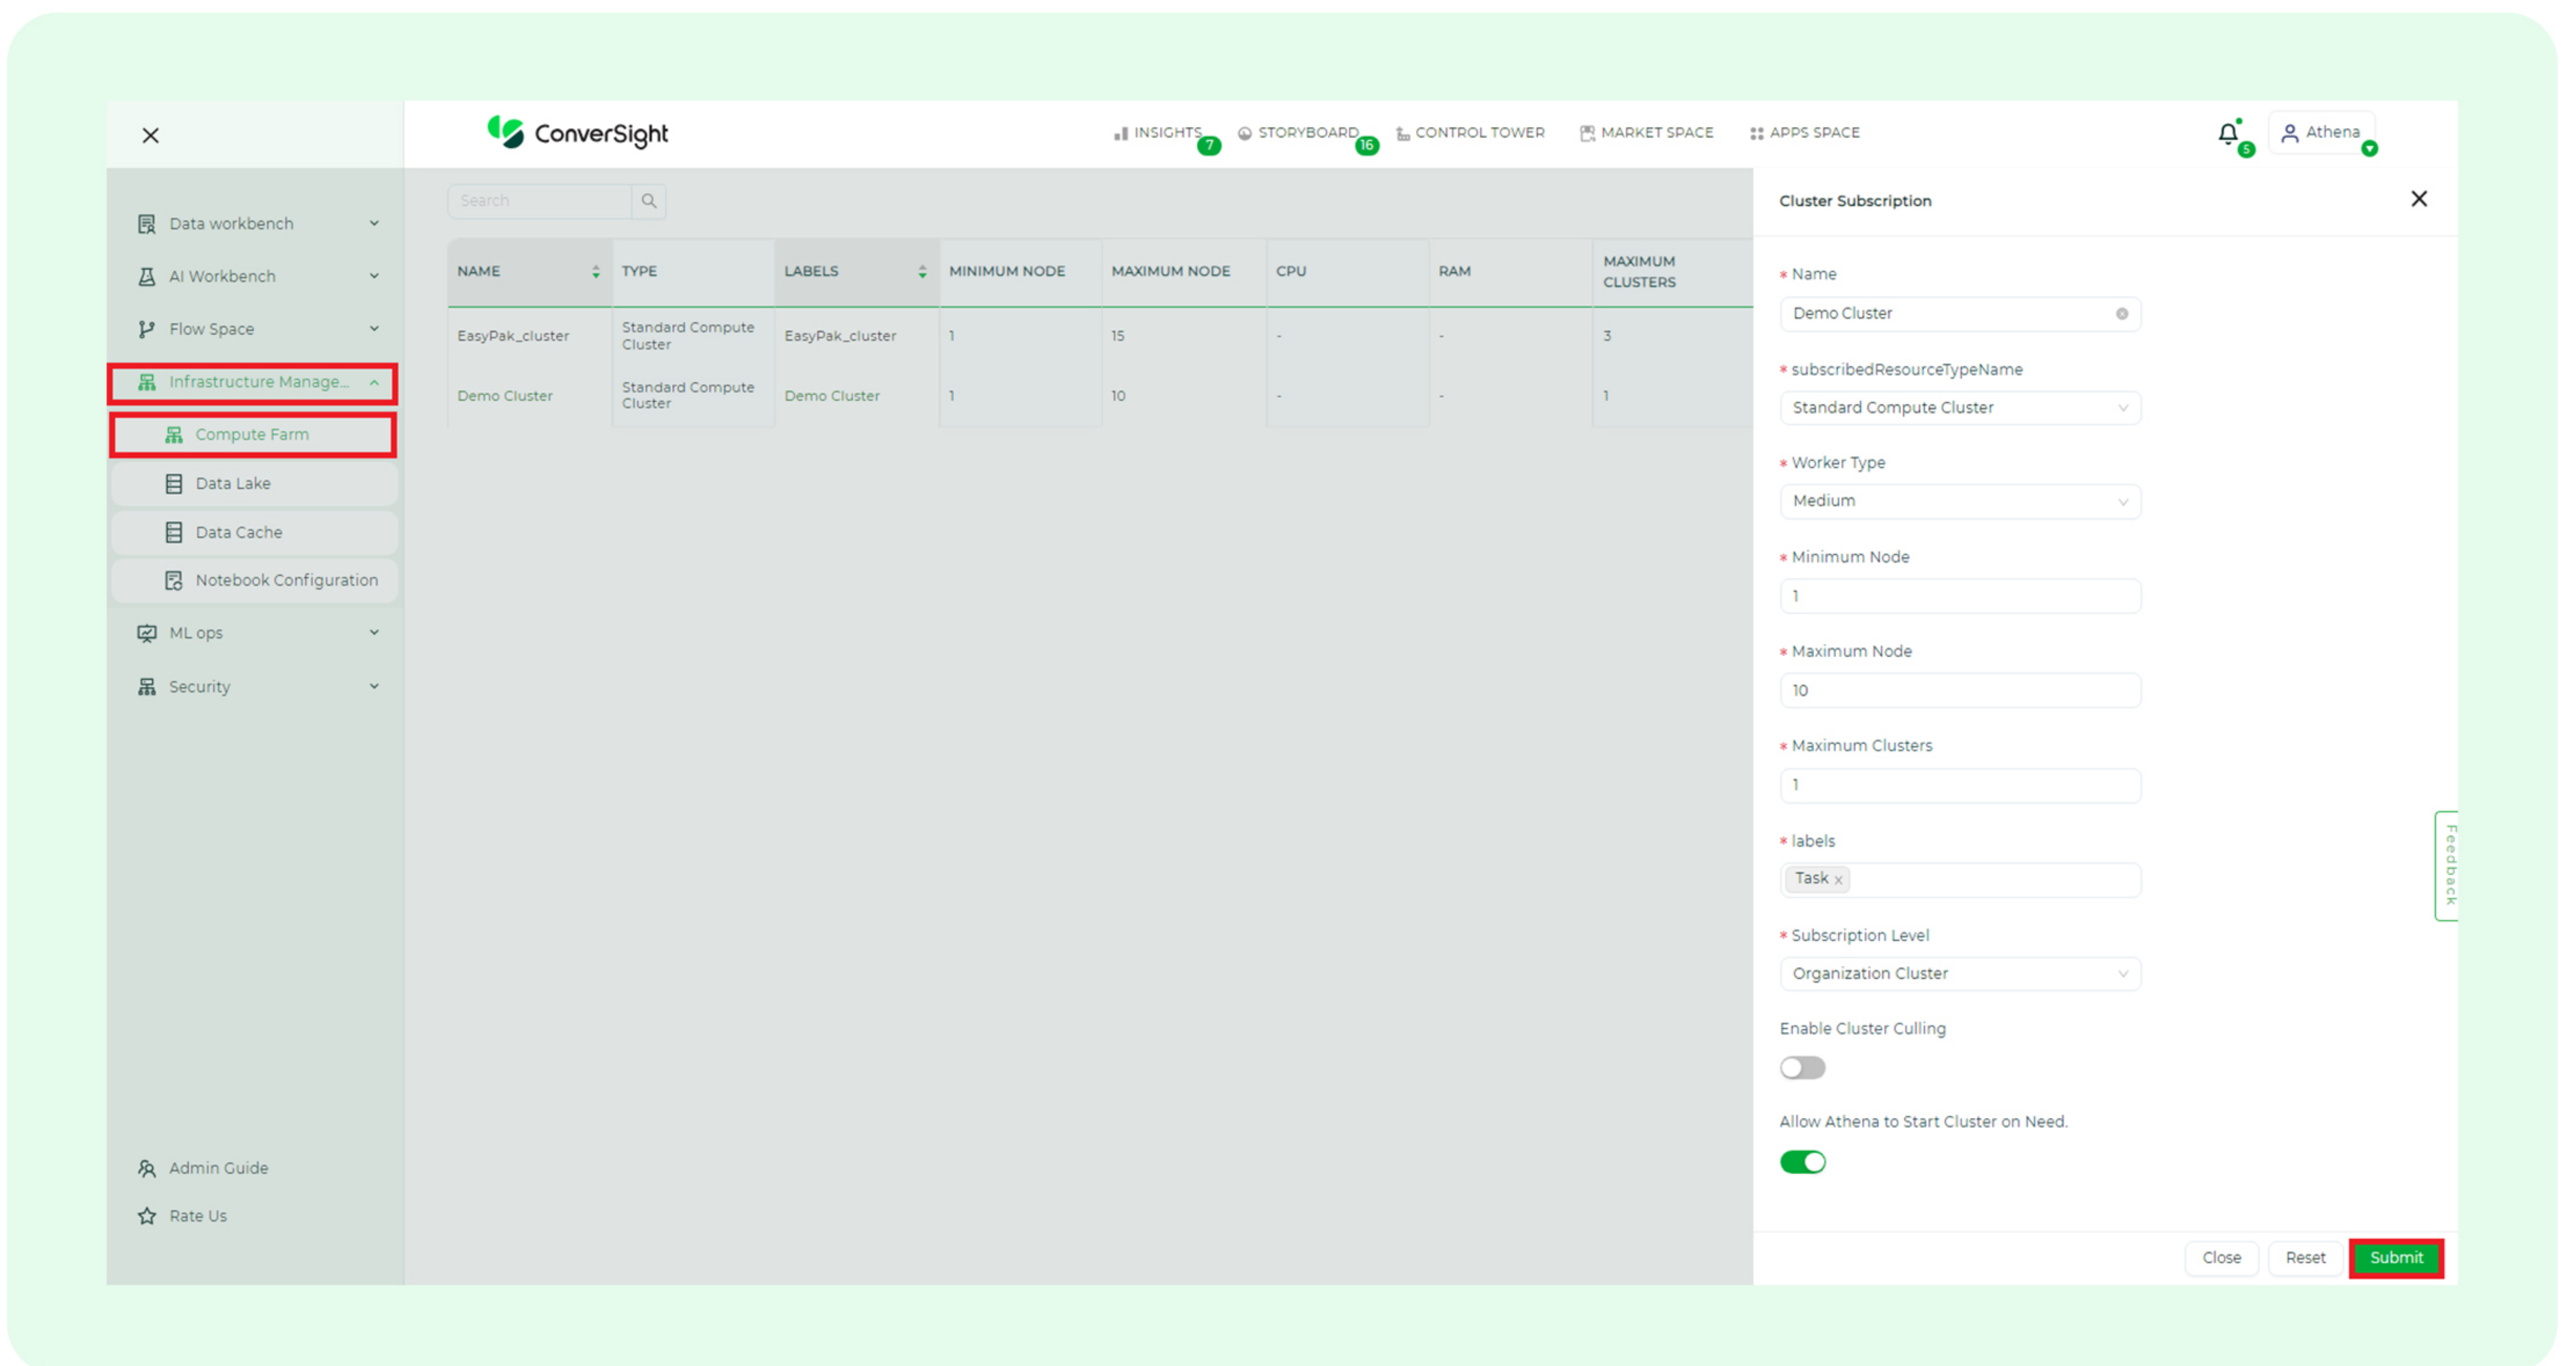 ConverSight
INSIGHTS 7
STORYBOARD 16
CONTROL TOWER
MARKET SPACE
APPS SPACE
5
Athena
Data workbench
AI Workbench
Flow Space
Infrastructure Manage...
Compute Farm
Data Lake
Data Cache
Notebook Configuration
ML ops
Security
Admin Guide
Rate Us
Search
NAME TYPE LABELS MINIMUM NODE MAXIMUM NODE CPU RAM MAXIMUM
CLUSTERS
EasyPak_cluster Standard Compute EasyPak_cluster 1 15 - - 3
Cluster
Demo Cluster Standard Compute Demo Cluster 1 10 - - 1
Cluster
Cluster Subscription
* Name
Demo Cluster
* subscribedResourceTypeName
Standard Compute Cluster
* Worker Type
Medium
* Minimum Node
1
* Maximum Node
10
* Maximum Clusters
1
* labels
Task
* Subscription Level
Organization Cluster
Enable Cluster Culling
Allow Athena to Start Cluster on Need.
Feedback
Close Reset Submit